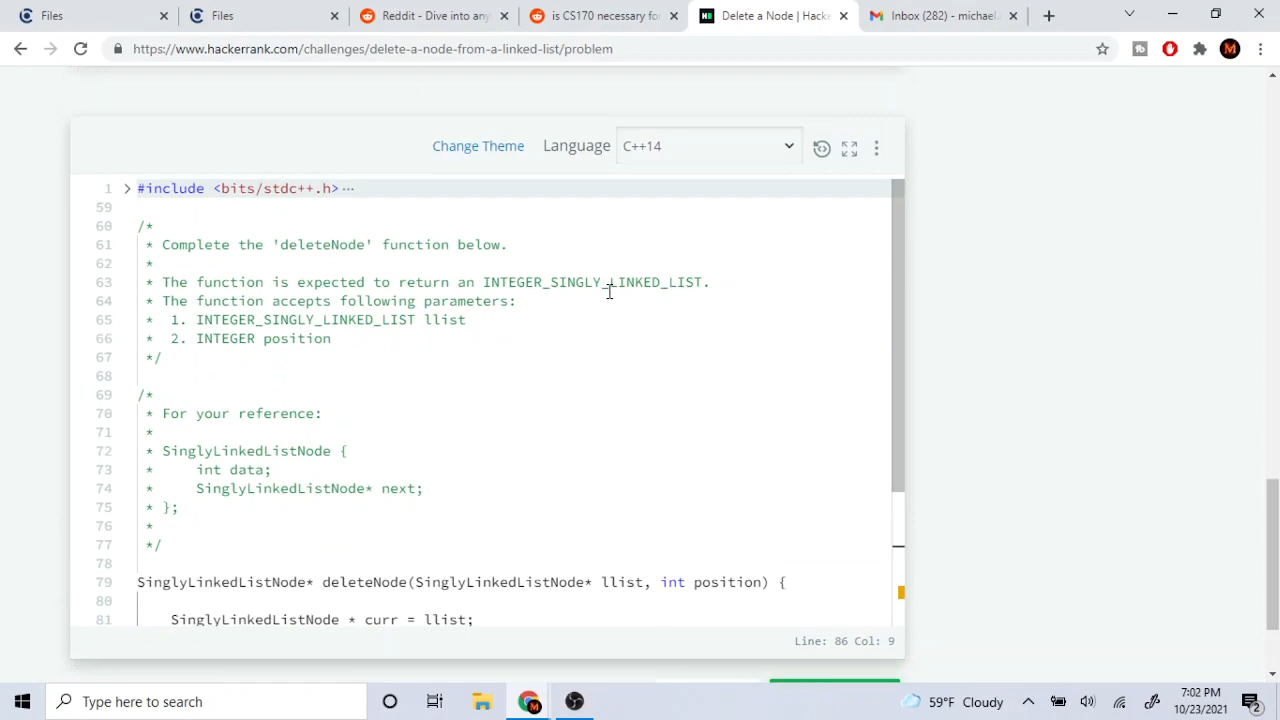 Files
Files
Reddit - Dive into any
is CS170 necessary for
Delete a Node | Hacke
Inbox (282) - michael
https://www.hackerrank.com/challenges/delete-a-node-from-a-linked-list/problem
Change Theme Language C++14
1 #include <bits/stdc++.h>
59
60 /*
61 * Complete the 'deleteNode' function below.
62 *
63 * The function is expected to return an INTEGER_SINGLY_LINKED_LIST.
64 * The function accepts following parameters:
65 *  1. INTEGER_SINGLY_LINKED_LIST llist
66 *  2. INTEGER position
67 */
68
69 /*
70 * For your reference:
71 *
72 * SinglyLinkedListNode {
73 *     int data;
74 *     SinglyLinkedListNode* next;
75 * };
76 *
77 */
78
79 SinglyLinkedListNode* deleteNode(SinglyLinkedListNode* llist, int position) {
80
81 SinglyLinkedListNode * curr = llist;
Line: 86 Col: 9
Type here to search
59°F Cloudy
7:02 PM
10/23/2021
2